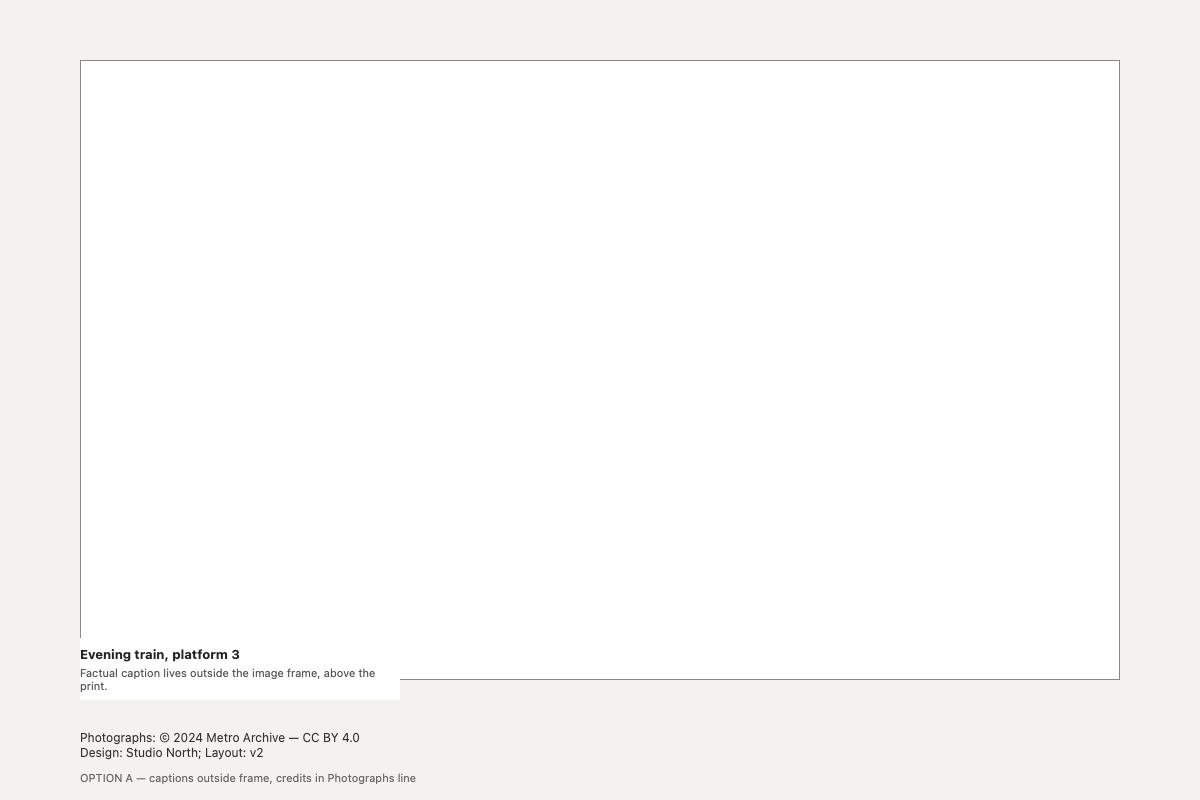 Evening train, platform 3
Factual caption lives outside the image frame, above the
print.
Photographs: © 2024 Metro Archive — CC BY 4.0
Design: Studio North; Layout: v2
OPTION A — captions outside frame, credits in Photographs line